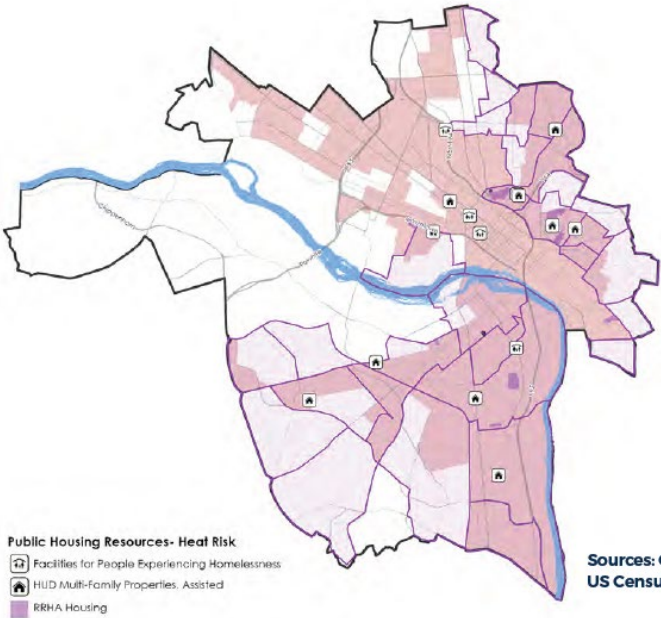 Public Housing Resources- Heat Risk
Facilities for People Experiencing Homelessness
HUD Multi-Family Properties, Assisted
RRHA Housing
Sources:
US Censu